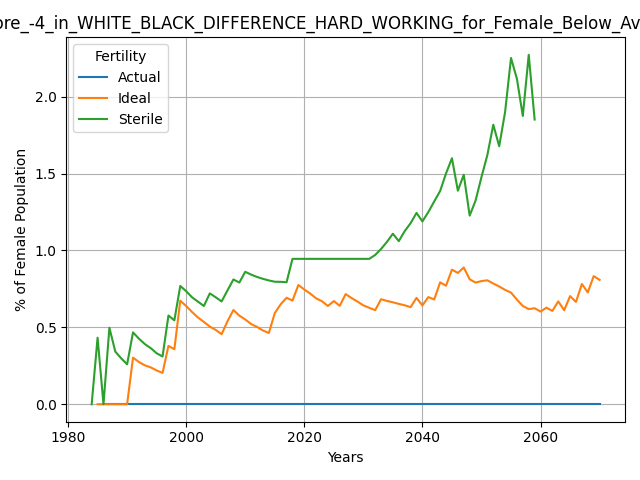 ore_-4_in_WHITE_BLACK_DIFFERENCE_HARD_WORKING_for_Female_Below_Av
Fertility
Actual
Ideal
Sterile
% of Female Population
2.0
1.5
1.0
0.5
0.0
1980 2000 2020 2040 2060
Years